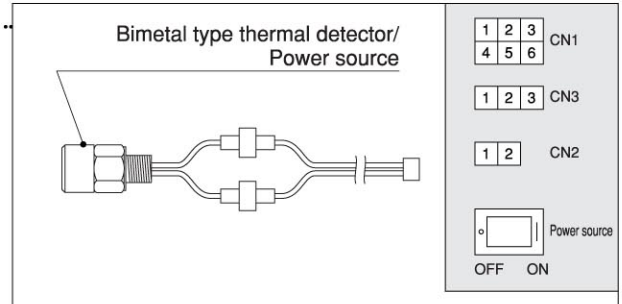 Bimetal type thermal detector/
Power source
1 2 3
4 5 6
CN1
1 2 3 CN3
1 2 CN2
Power source
OFF ON